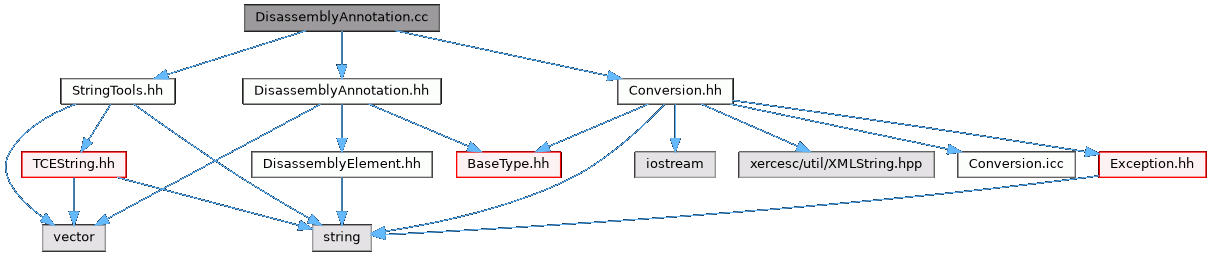 DisassemblyAnnotation.cc
StringTools.hh
DisassemblyAnnotation.hh
Conversion.hh
TCEString.hh
DisassemblyElement.hh
BaseType.hh
iostream
xercesc/util/XMLString.hpp
Conversion.icc
Exception.hh
vector
string